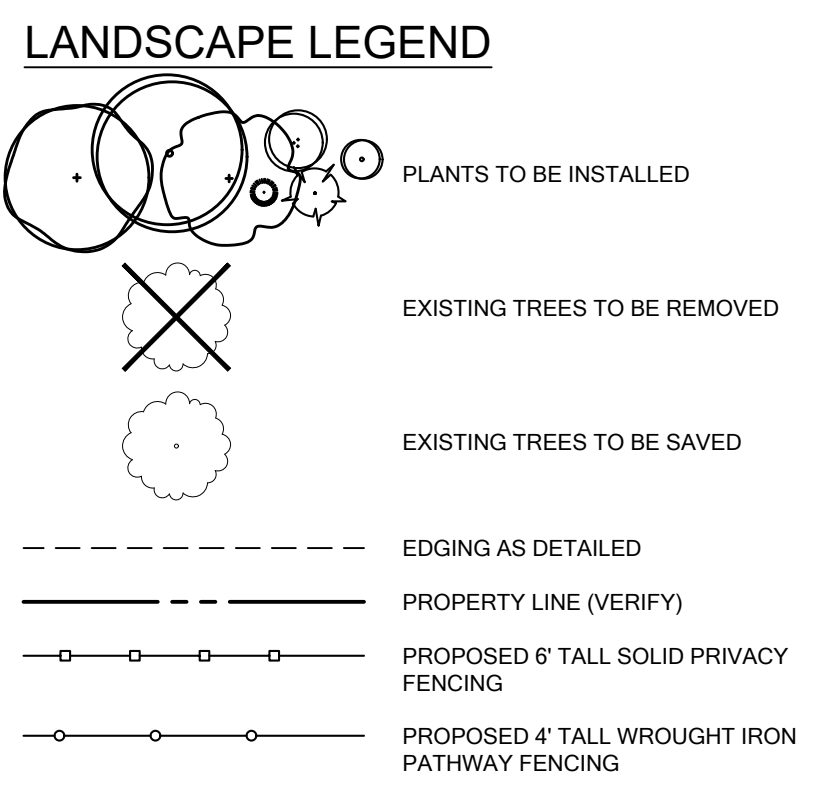 LANDSCAPE LEGEND
PLANTS TO BE INSTALLED
EXISTING TREES TO BE REMOVED
EXISTING TREES TO BE SAVED
EDGING AS DETAILED
PROPERTY LINE (VERIFY)
PROPOSED 6' TALL SOLID PRIVACY
FENCING
PROPOSED 4' TALL WROUGHT IRON
PATHWAY FENCING